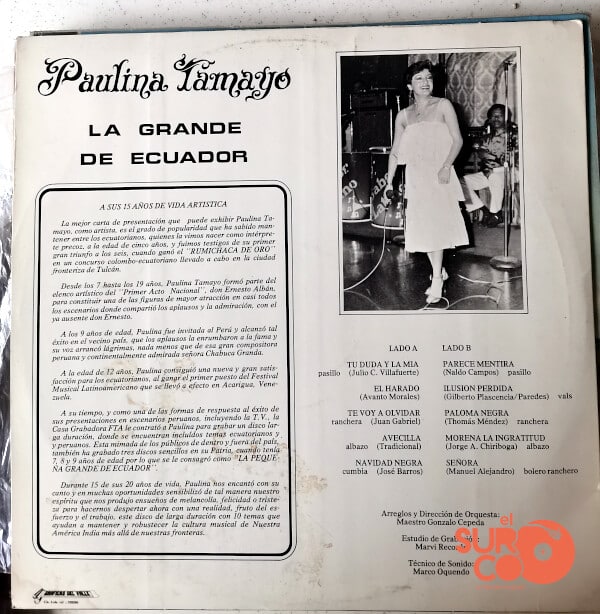 Paulina Tamayo
LA GRANDE
DE ECUADOR
A SUS 15 AÑOS DE VIDA ARTISTICA
La mejor carta de presentación que puede exhibir Paulina Ta-
mayo, como artista, es el grado de popularidad que ha sabido man-
tener entre los ecuatorianos, quienes la vimos nacer como intérpre-
te precoz, a la edad de cinco años, y fuimos testigos de su primer
gran triunfo a los seis, cuando ganó el "RUMICHACA DE ORO"
en un concurso colombo-ecuatoriano llevado a cabo en la ciudad
fronteriza de Tulcán.
Desde los 7 hasta los 19 años, Paulina Tamayo formó parte del
elenco artístico del "Primer Acto Nacional", don Ernesto Albán,
para constituir una de las figuras de mayor atracción en casi todos
los escenarios donde compartió los aplausos y la admiración, con el
ya ausente don Ernesto.
A los 9 años de edad, Paulina fue invitada al Perú y alcanzó tal
éxito en el vecino país, que los aplausos la enrumbaron a la fama y
su voz arrancó lágrimas, nada menos que de esa gran compositora
peruana y continentalmente admirada señora Chabuca Granda.
A la edad de 12 años, Paulina consiguió una nueva y gran satis-
facción para los ecuatorianos, al ganar el primer puesto del Festival
Musical Latinoamericano que se llevó a efecto en Acarigua, Vene-
zuela.
A su tiempo, y como una de las formas de respuesta al éxito de
sus presentaciones en escenarios peruanos, incluyendo la T.V., la
Casa Grabadora FTA le contrató a Paulina para grabar un disco lar-
ga duración, donde se encuentran incluídos temas ecuatorianos y
peruanos. Esta mimada de los públicos de dentro y fuera del país,
también ha grabado tres discos sencillos en su Patria, cuando tenía
7, 8 y 9 años de edad por lo que se le consagró como "LA PEQUE-
ÑA GRANDE DE ECUADOR".
Durante 15 de sus 20 años de vida, Paulina nos encantó con su
canto y en muchas oportunidades sensibilizó de tal manera nuestro
espíritu que nos produjo ensueños de melancolía, felicidad o triste-
za para hacernos despertar ahora con una realidad, fruto del es-
fuerzo y el trabajo, este disco de larga duración con 10 temas que
ayudan a mantener y robustecer la cultura musical de Nuestra
América India más allá de nuestras fronteras.
GRAFICAS DEL VALLE
LADO A LADO B
TU DUDA Y LA MIA PARECE MENTIRA
pasillo (Julio C. Villafuerte) (Naldo Campos) pasillo
EL HARADO ILUSION PERDIDA
(Avanto Morales) (Gilberto Plascencia/Paredes) vals
TE VOY A OLVIDAR PALOMA NEGRA
ranchera (Juan Gabriel) (Thomás Méndez) ranchera
AVECILLA MORENA LA INGRATITUD
albazo (Tradicional) (Jorge A. Chiriboga) albazo
NAVIDAD NEGRA SEÑORA
cumbia (José Barros) (Manuel Alejandro) bolero ranchero
Arreglos y Dirección de Orquesta:
Maestro Gonzalo Cepeda
Estudio de Grabación:
Marvi Reco
Técnico de Sonido:
Marco Oquendo
el
SUR
CO